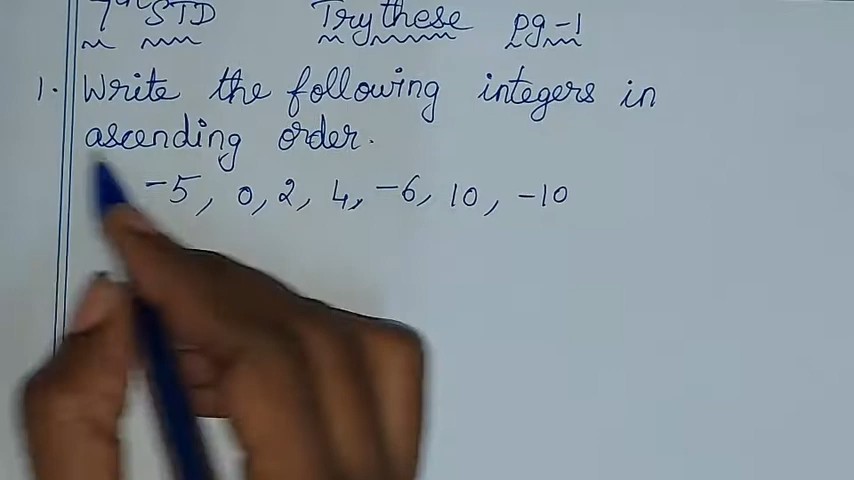 7th STD Try these Pg-1
1. Write the following integers in
ascending order.
-5, 0, 2, 4, -6, 10, -10